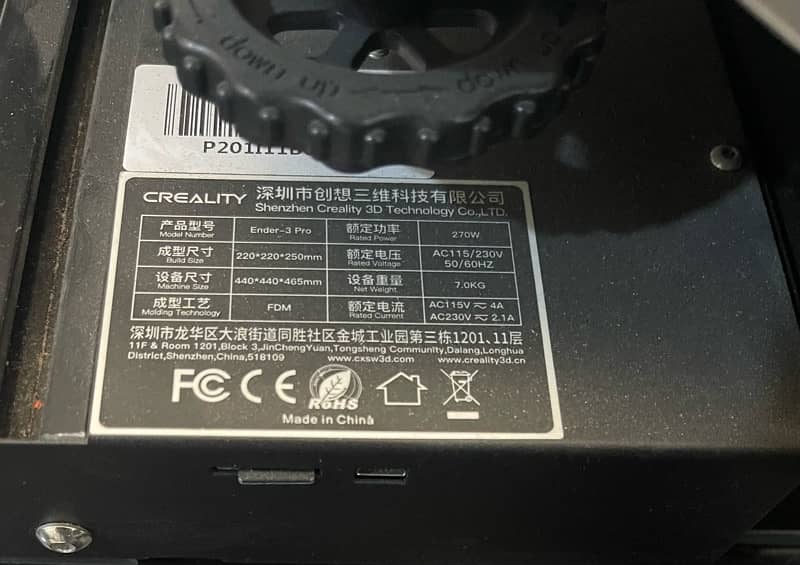 down up
down up
P201111
CREALITY 深圳市创想三维科技有限公司
Shenzhen Creality 3D Technology Co.,LTD.
产品型号 Ender-3 Pro 额定功率 270W
Model Number Rated Power
成型尺寸 220*220*250mm 额定电压 AC115/230V
Build Size Rated Voltage 50/60HZ
设备尺寸 440*440*465mm 设备重量 7.0KG
Machine Size Net Weight
成型工艺 FDM 额定电流 AC115V ⎓ 4A
Molding Technology Rated Current AC230V ⎓ 2.1A
深圳市龙华区大浪街道同胜社区金城工业园第三栋1201、11层
11F & Room 1201,Block 3,JinChengYuan,Tongsheng Community,Dalang,Longhua
District,Shenzhen,China,518109 www.cxsw3d.com www.creality3d.cn
FC CE RoHS
Made in China